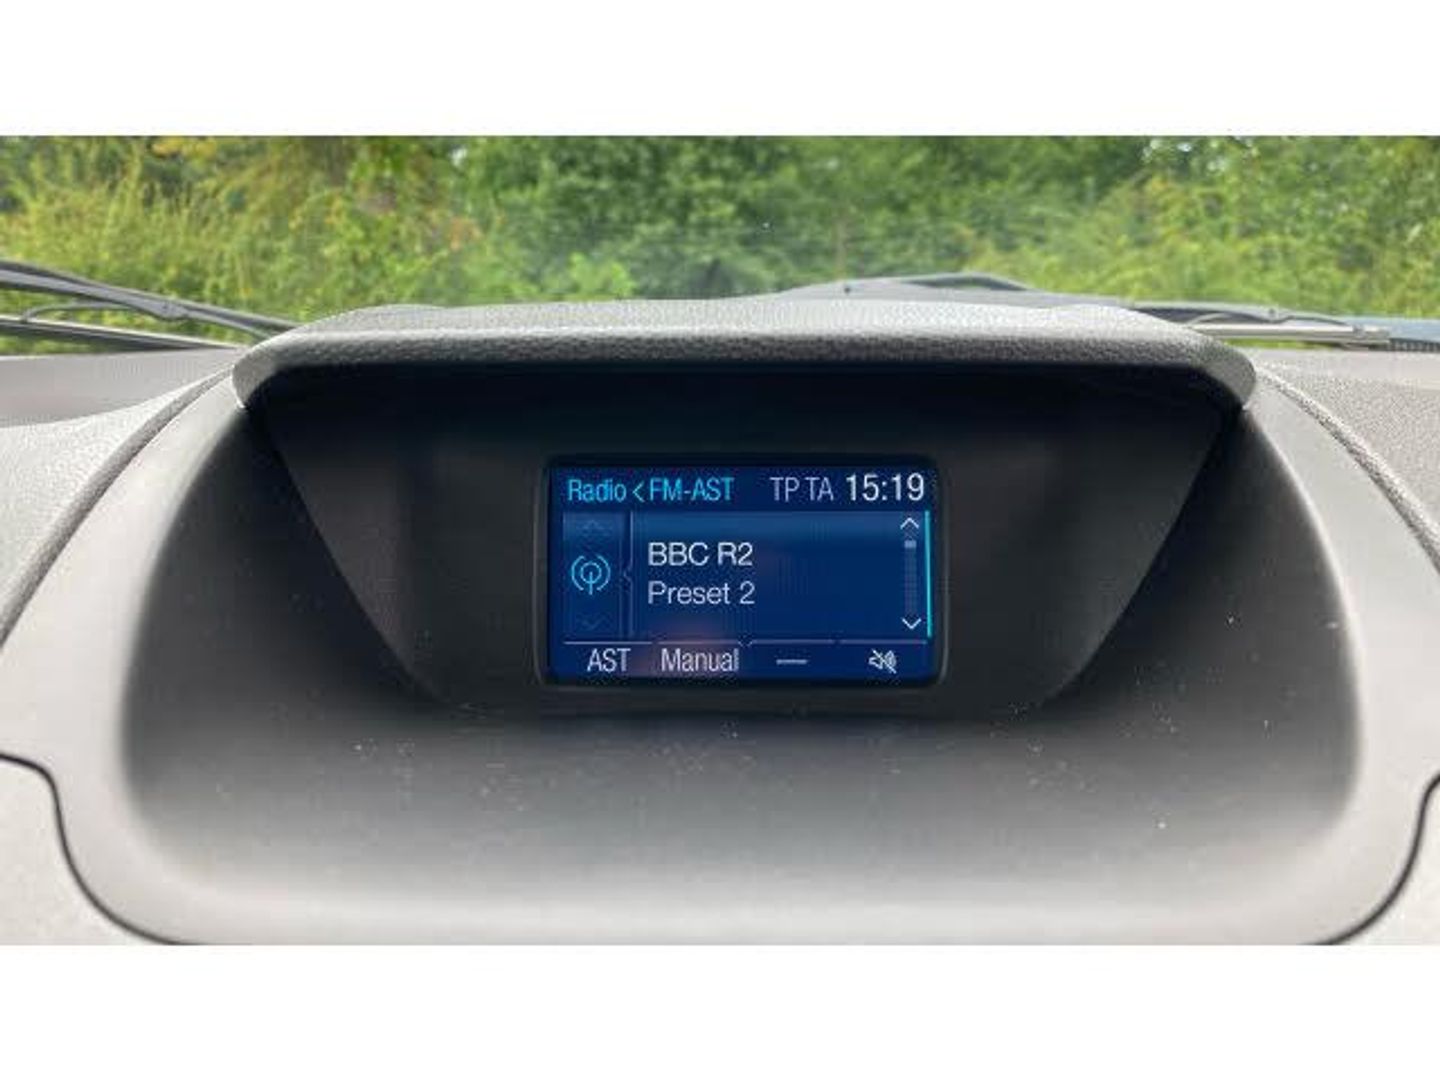 Radio <FM-AST TP TA 15:19
BBC R2
Preset 2
AST Manual —